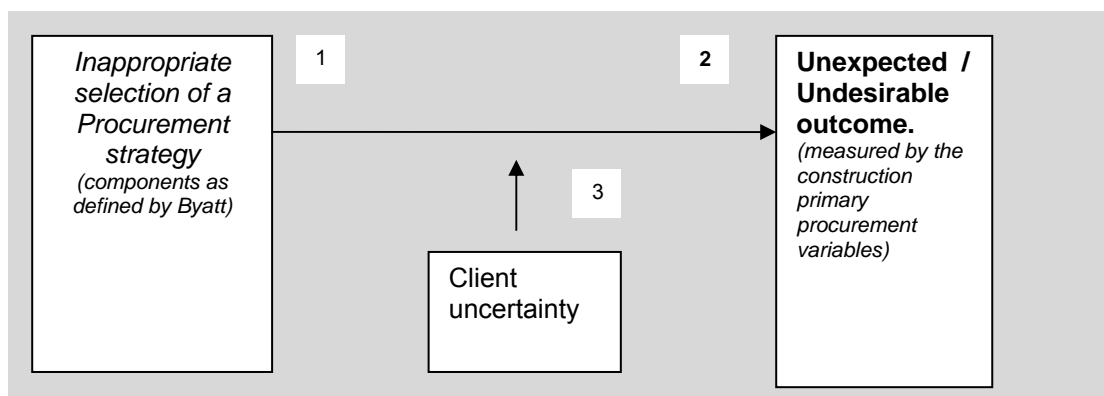 Inappropriate
selection of a
Procurement
strategy
(components as
defined by Byatt)
1
2
Unexpected /
Undesirable
outcome.
(measured by the
construction
primary
procurement
variables)
3
Client
uncertainty